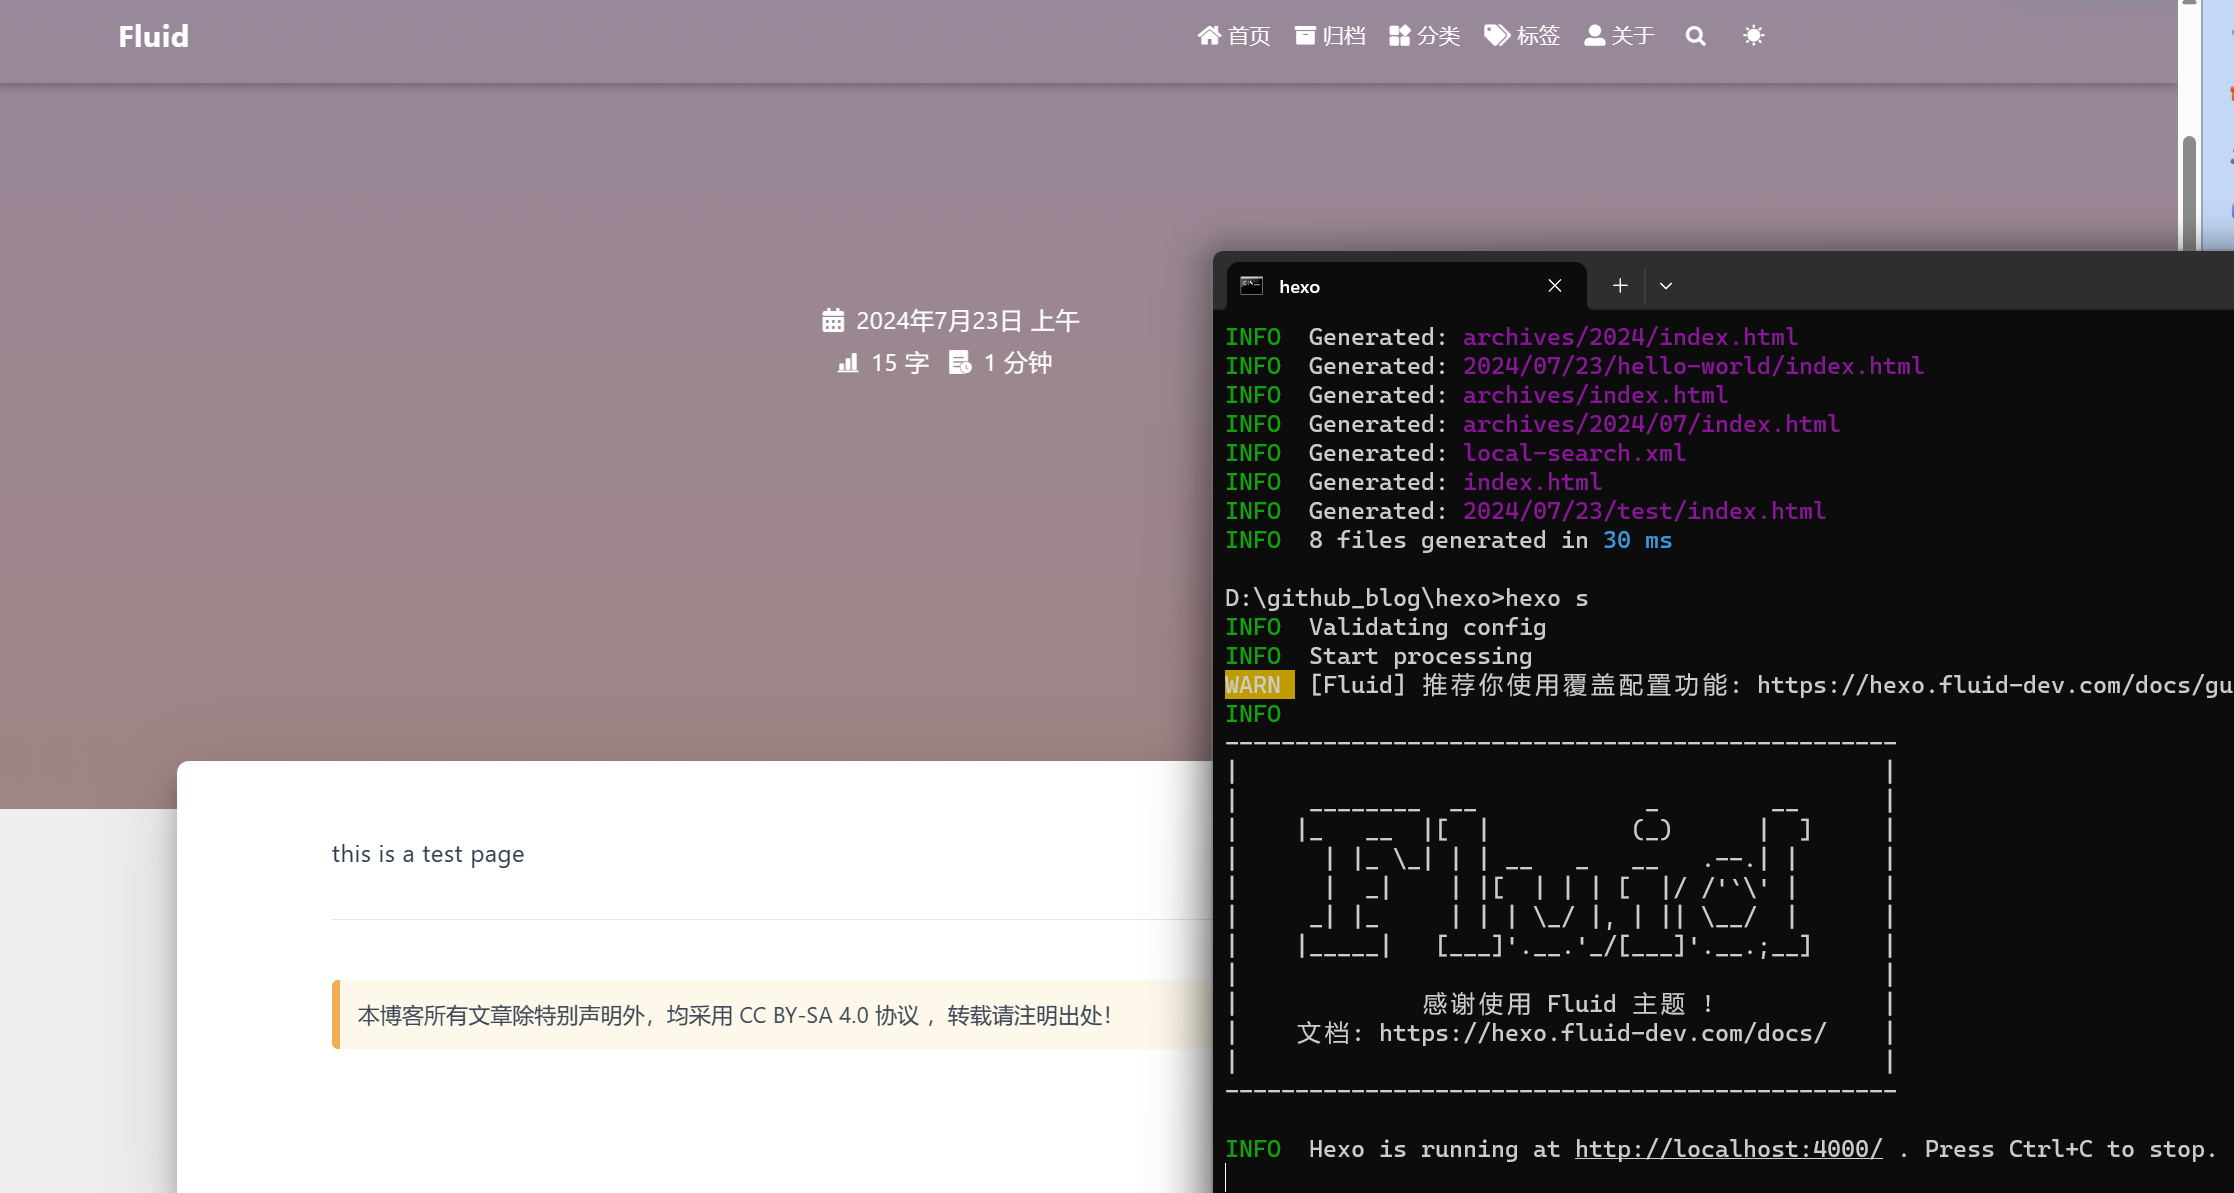 Fluid
首页 归档 分类 标签 关于
2024年7月23日 上午
15 字 1 分钟
this is a test page
本博客所有文章除特别声明外，均采用 CC BY-SA 4.0 协议 ，转载请注明出处！
hexo
INFO  Generated: archives/2024/index.html
INFO  Generated: 2024/07/23/hello-world/index.html
INFO  Generated: archives/index.html
INFO  Generated: archives/2024/07/index.html
INFO  Generated: local-search.xml
INFO  Generated: index.html
INFO  Generated: 2024/07/23/test/index.html
INFO  8 files generated in 30 ms
D:\github_blog\hexo>hexo s
INFO  Validating config
INFO  Start processing
WARN  [Fluid] 推荐你使用覆盖配置功能: https://hexo.fluid-dev.com/docs/gu
INFO
Fluid
感谢使用 Fluid 主题 !
文档: https://hexo.fluid-dev.com/docs/
INFO  Hexo is running at http://localhost:4000/ . Press Ctrl+C to stop.